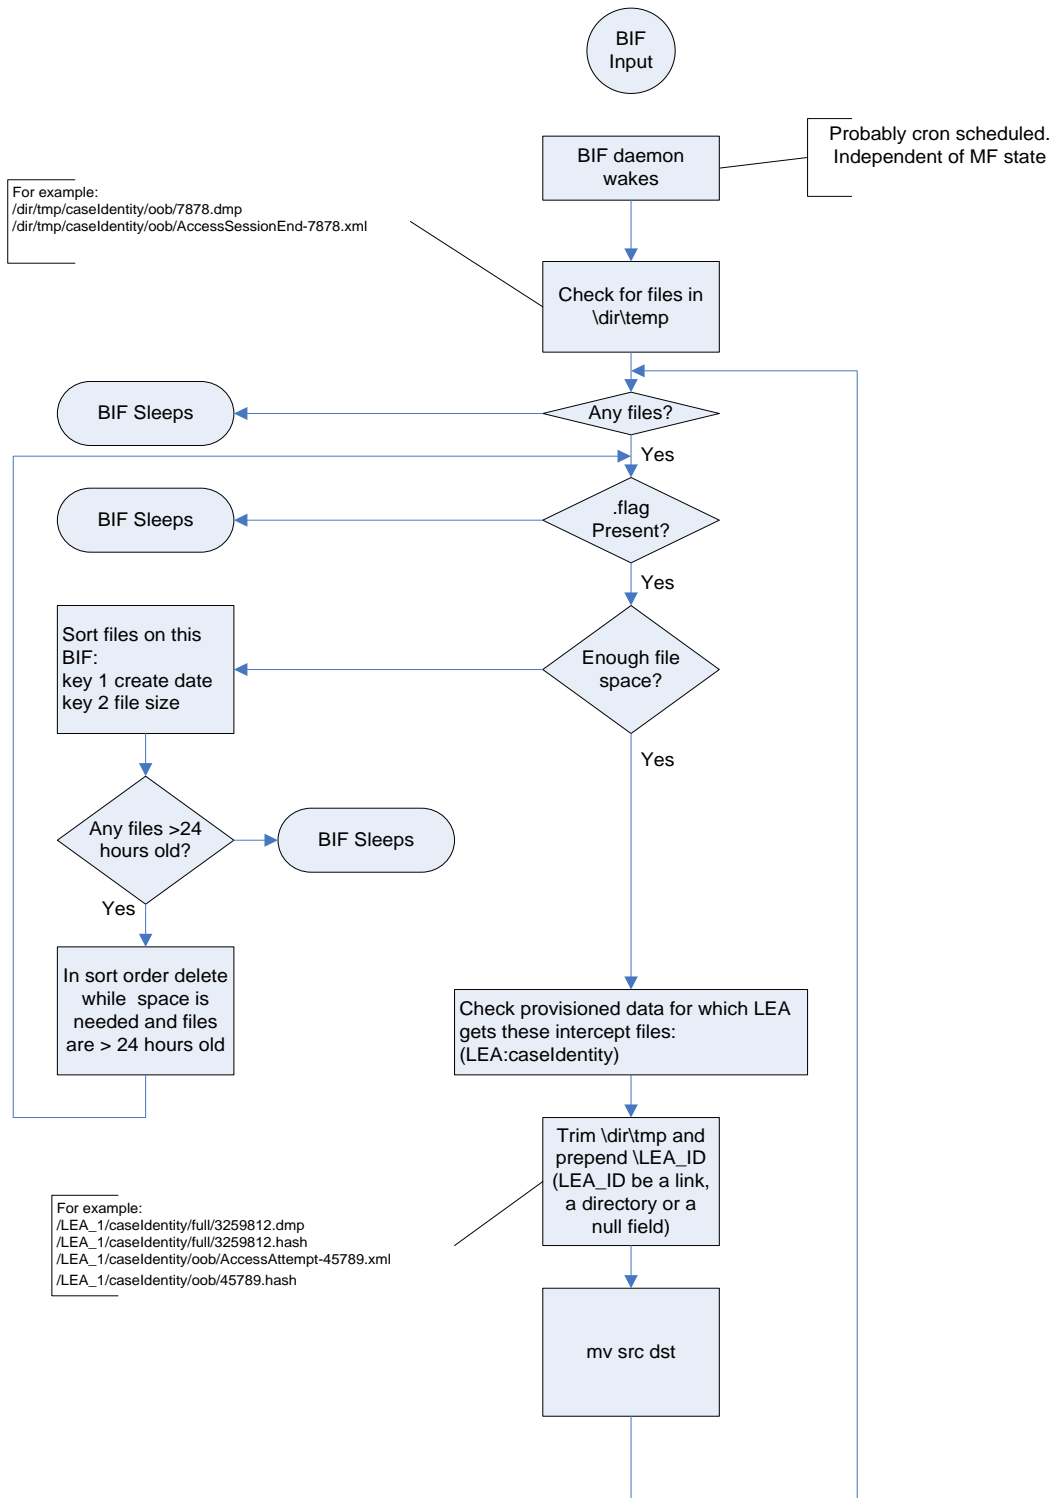 BIF
Input
BIF daemon
wakes
Probably cron scheduled.
Independent of MF state
For example:
/dir/tmp/caseIdentity/oob/7878.dmp
/dir/tmp/caseIdentity/oob/AccessSessionEnd-7878.xml
Check for files in
\dir\temp
BIF Sleeps
Any files?
Yes
BIF Sleeps
.flag
Present?
Yes
Sort files on this
BIF:
key 1 create date
key 2 file size
Enough file
space?
Yes
Any files >24
hours old?
BIF Sleeps
Yes
In sort order delete
while  space is
needed and files
are > 24 hours old
Check provisioned data for which LEA
gets these intercept files:
(LEA:caseIdentity)
Trim \dir\tmp and
prepend \LEA_ID
(LEA_ID be a link,
a directory or a
null field)
For example:
/LEA_1/caseIdentity/full/3259812.dmp
/LEA_1/caseIdentity/full/3259812.hash
/LEA_1/caseIdentity/oob/AccessAttempt-45789.xml
/LEA_1/caseIdentity/oob/45789.hash
mv src dst